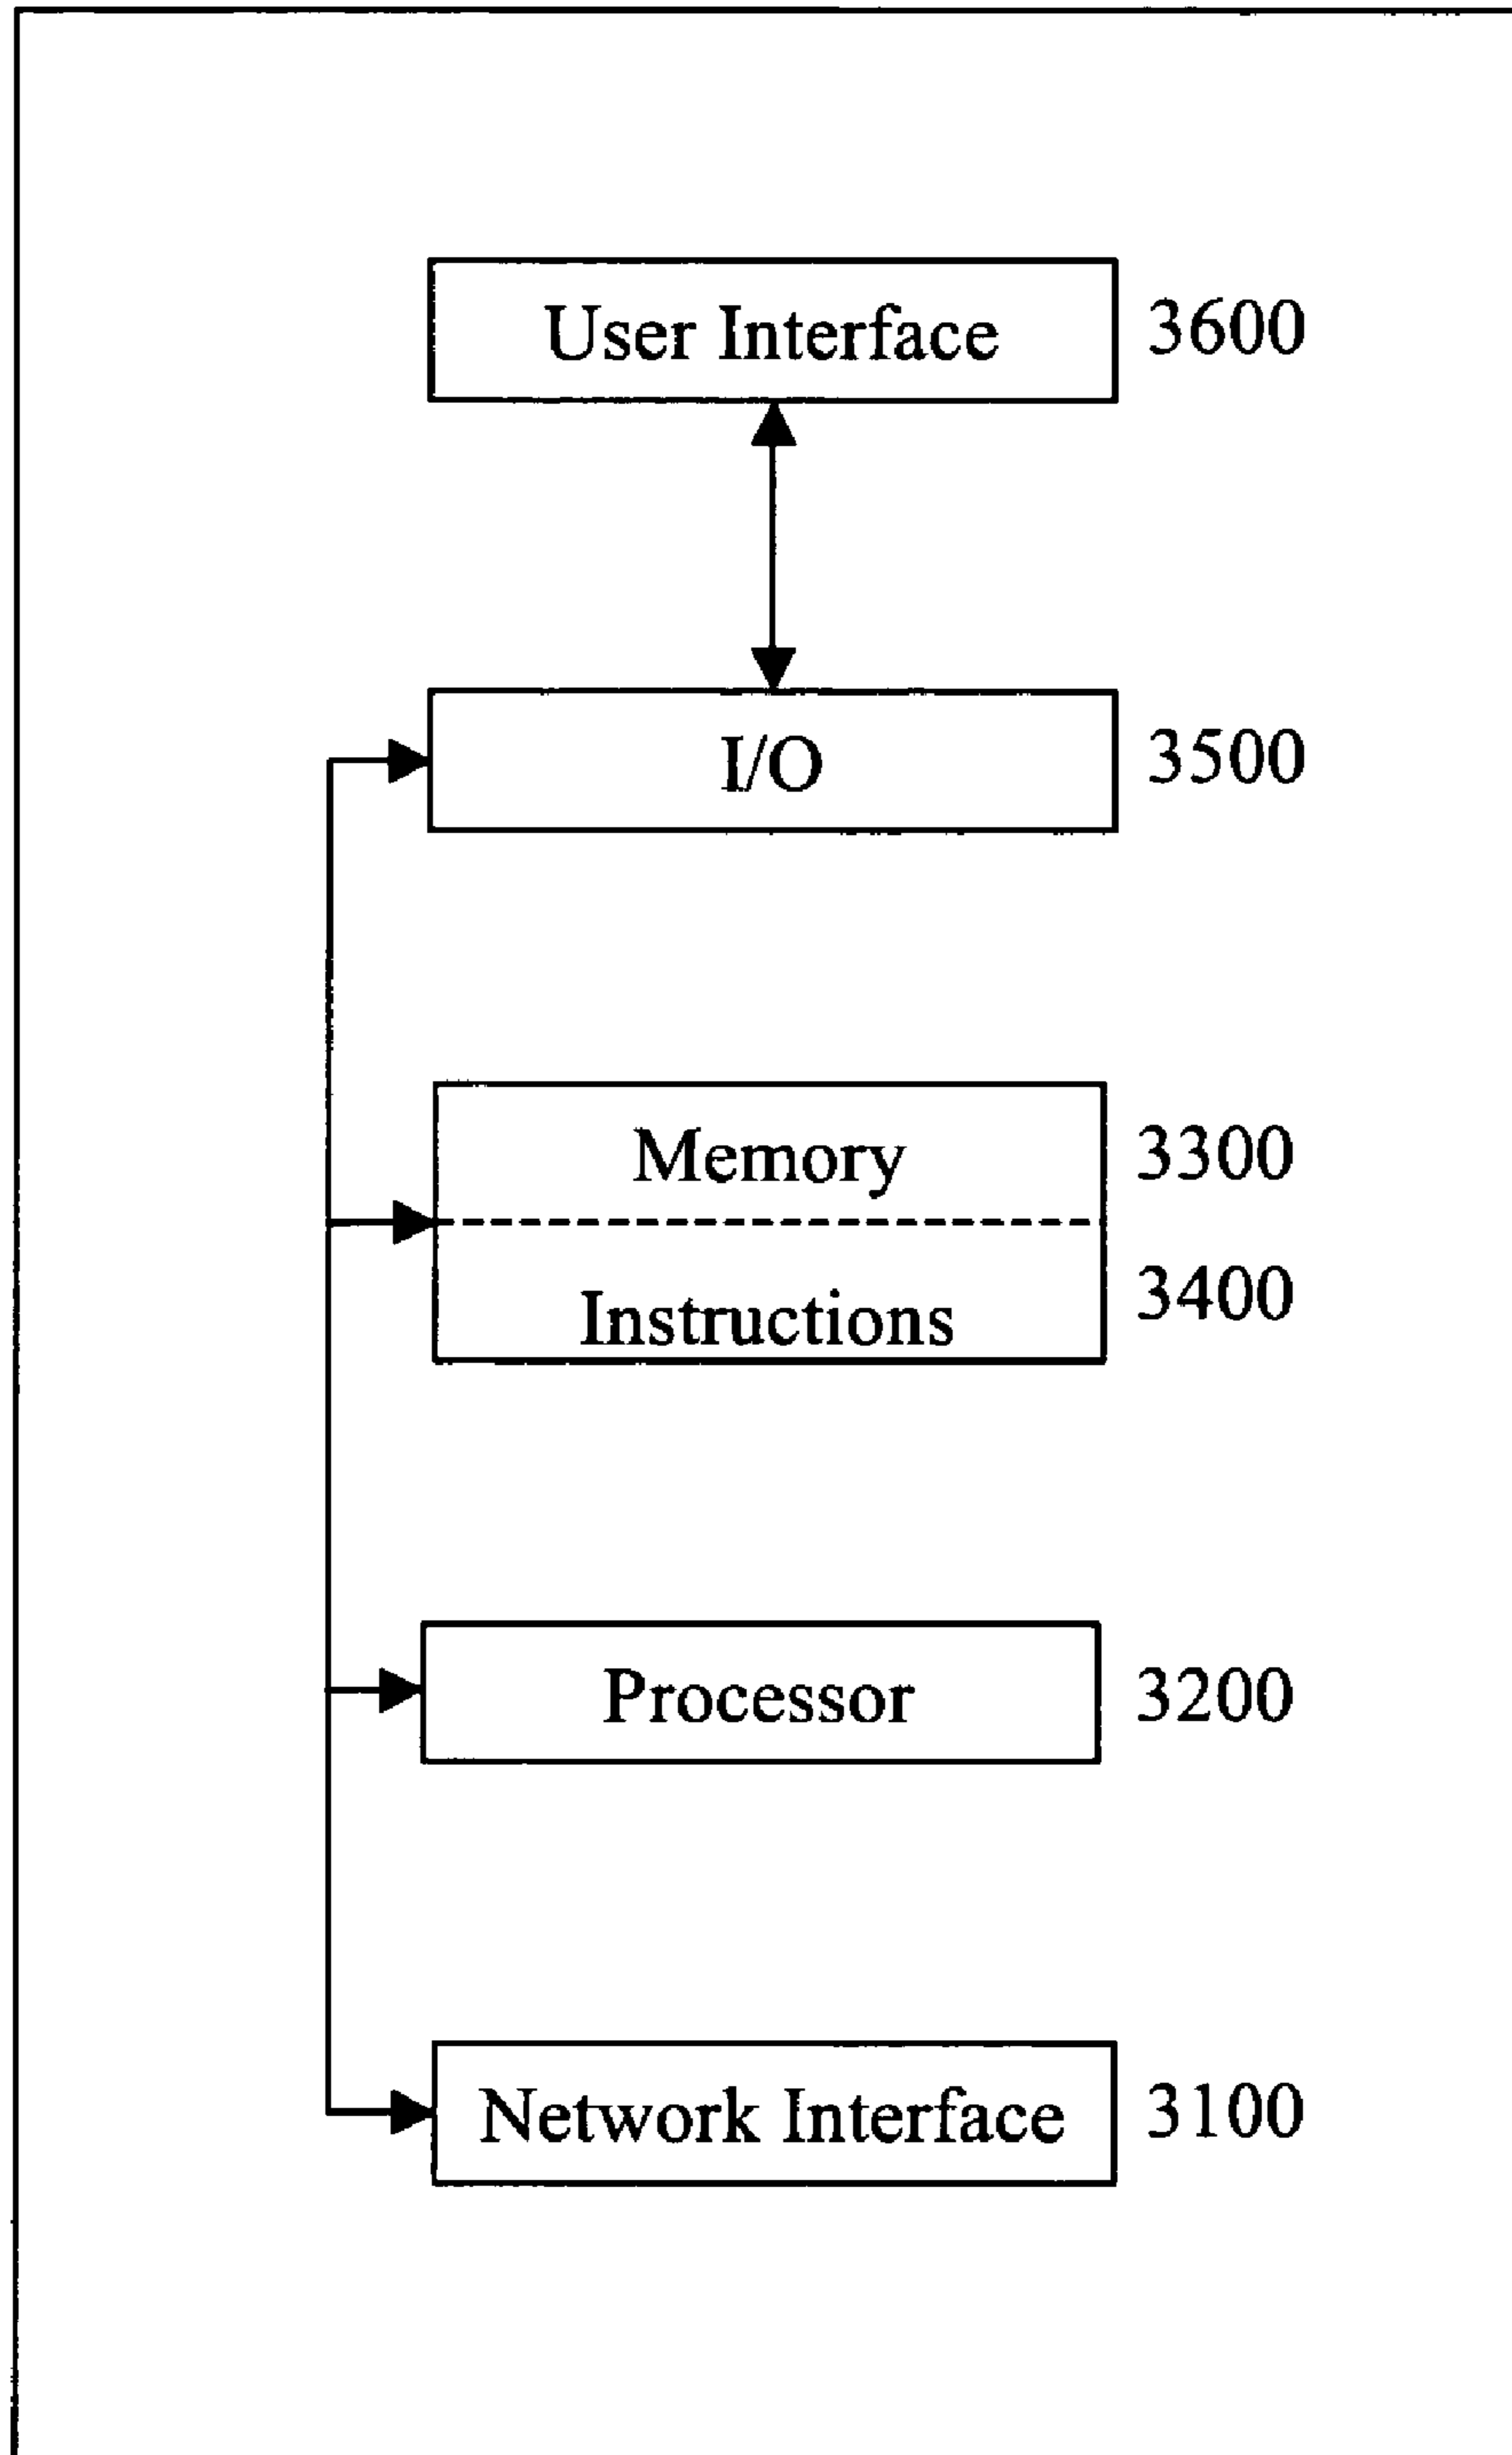 User Interface 3600
I/O 3500
Memory 3300
Instructions 3400
Processor 3200
Network Interface 3100